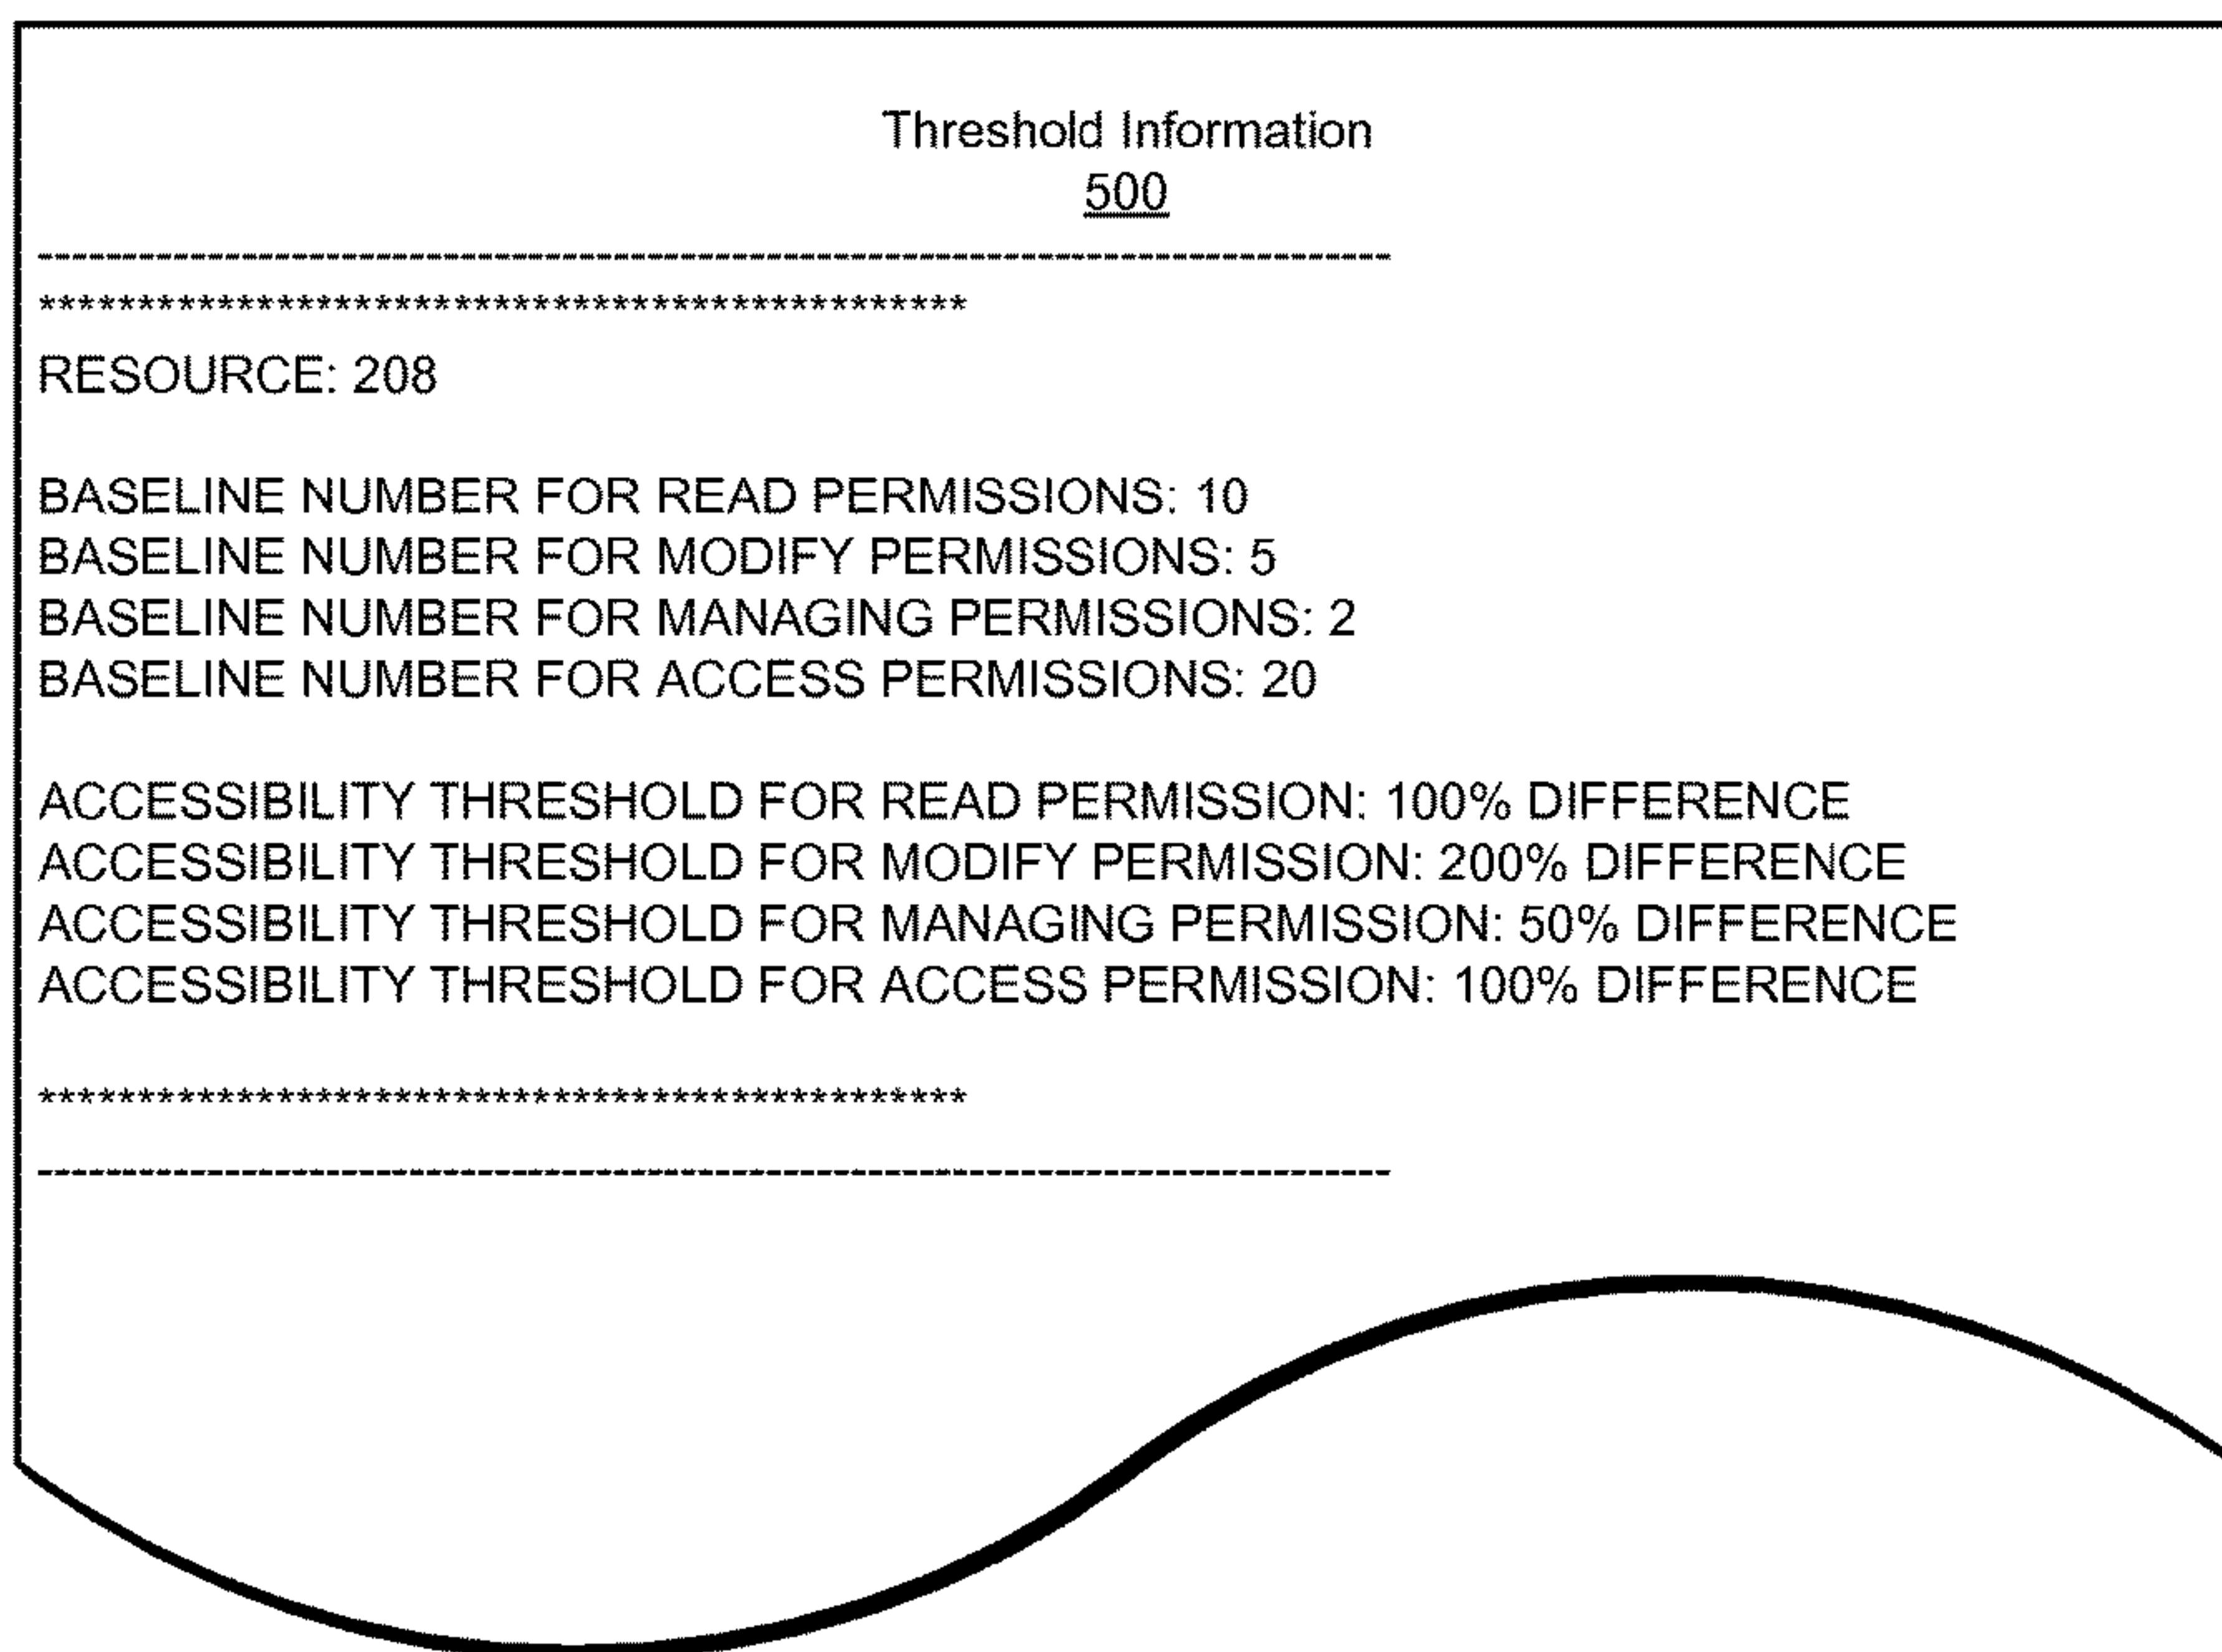 Threshold Information
500
--------------------------------------------------------------------------------
***********************************************
RESOURCE: 208
BASELINE NUMBER FOR READ PERMISSIONS: 10
BASELINE NUMBER FOR MODIFY PERMISSIONS: 5
BASELINE NUMBER FOR MANAGING PERMISSIONS: 2
BASELINE NUMBER FOR ACCESS PERMISSIONS: 20
ACCESSIBILITY THRESHOLD FOR READ PERMISSION: 100% DIFFERENCE
ACCESSIBILITY THRESHOLD FOR MODIFY PERMISSION: 200% DIFFERENCE
ACCESSIBILITY THRESHOLD FOR MANAGING PERMISSION: 50% DIFFERENCE
ACCESSIBILITY THRESHOLD FOR ACCESS PERMISSION: 100% DIFFERENCE
***********************************************
--------------------------------------------------------------------------------